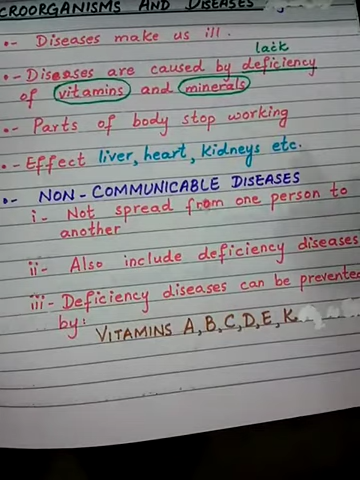 CROORGANISMS AND DISEASES
•- Diseases make us ill.
lack
•- Diseases are caused by deficiency
of vitamins and minerals
•- Parts of body stop working
•- Effect liver, heart, kidneys etc.
•- NON-COMMUNICABLE DISEASES
i- Not spread from one person to
another
ii- Also include deficiency diseases
iii- Deficiency diseases can be prevented
by: VITAMINS A, B, C, D, E, K